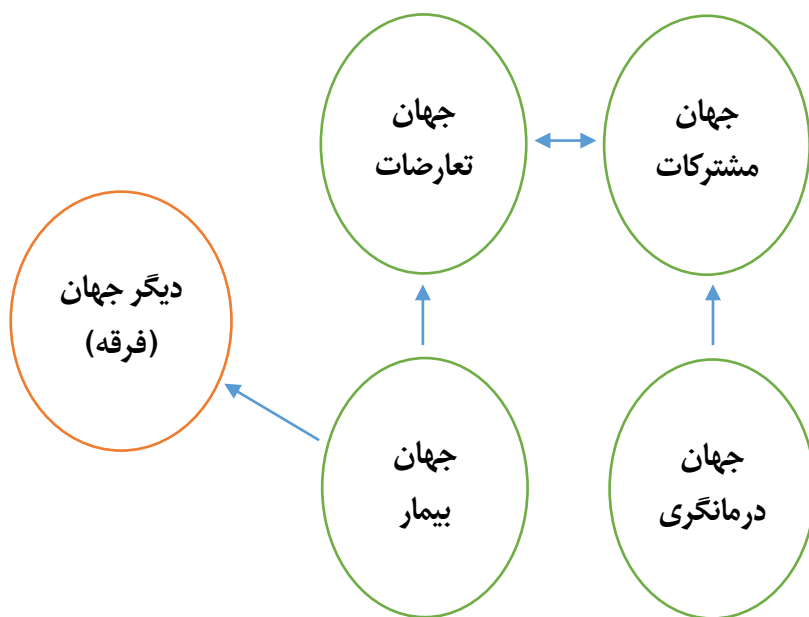 جهان
مشترکات
جهان
تعارضات
دیگر جهان
(فرقه)
جهان
درمانگری
جهان
بیمار